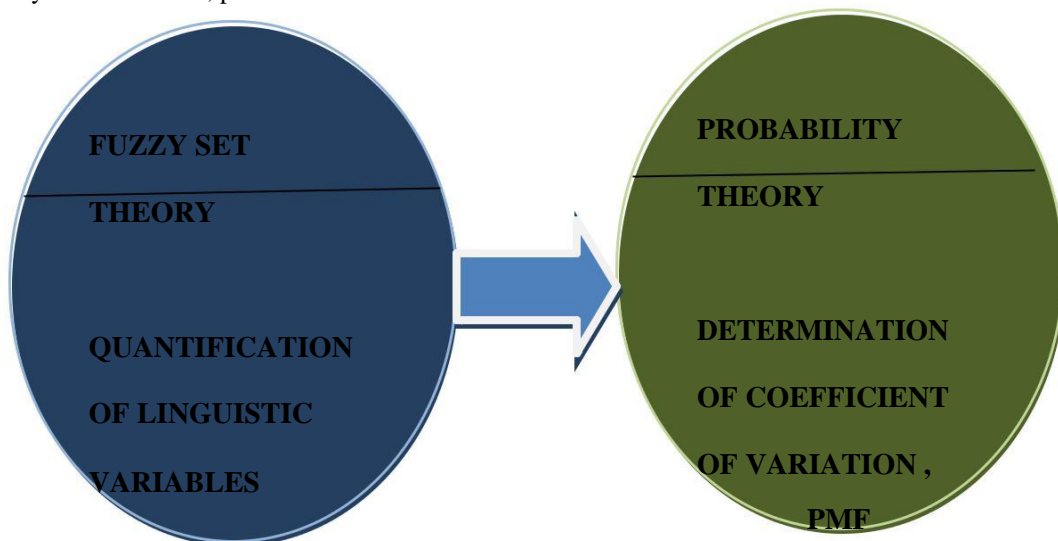 FUZZY SET
THEORY
QUANTIFICATION
OF LINGUISTIC
VARIABLES
PROBABILITY
THEORY
DETERMINATION
OF COEFFICIENT
OF VARIATION ,
PMF